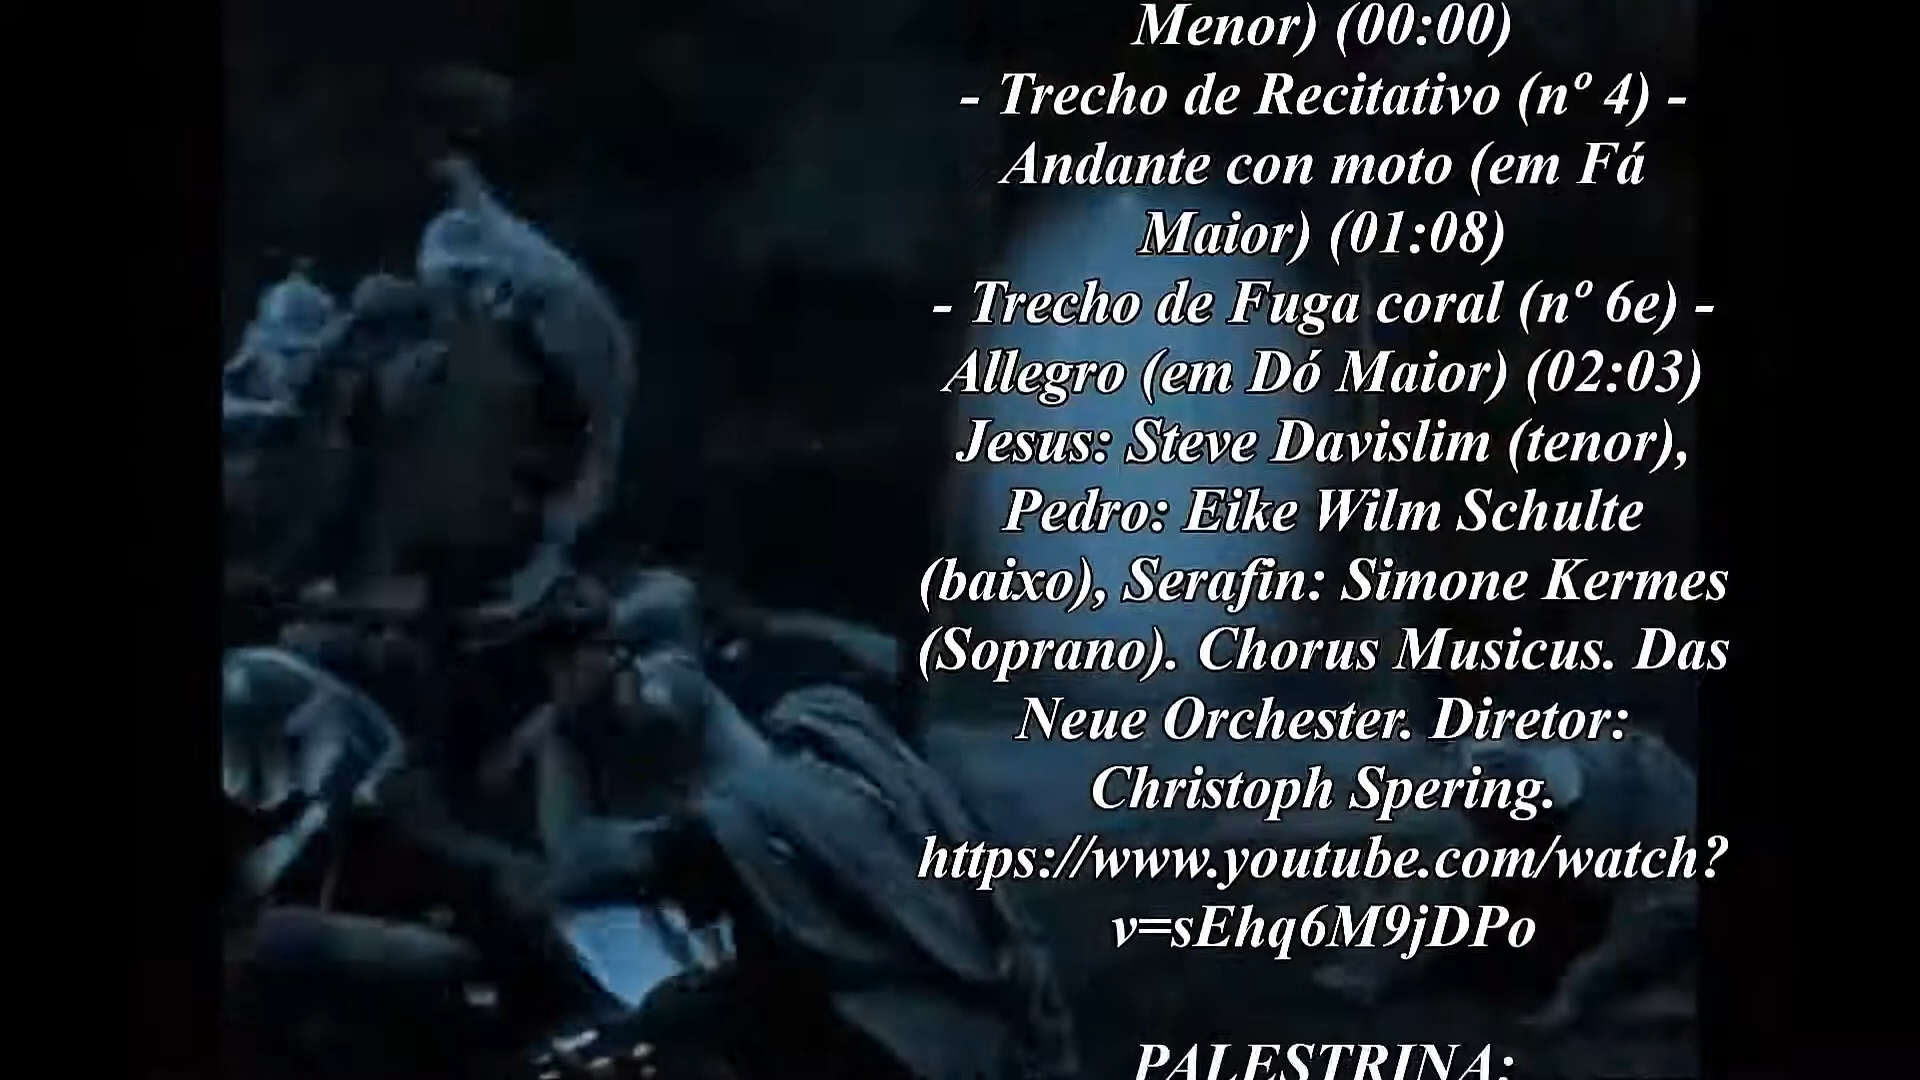 Menor) (00:00)
- Trecho de Recitativo (nº 4) -
Andante con moto (em Fá
Maior) (01:08)
- Trecho de Fuga coral (nº 6e) -
Allegro (em Dó Maior) (02:03)
Jesus: Steve Davislim (tenor),
Pedro: Eike Wilm Schulte
(baixo), Serafin: Simone Kermes
(Soprano). Chorus Musicus. Das
Neue Orchester. Diretor:
Christoph Spering.
https://www.youtube.com/watch?
v=sEhq6M9jDPo
PALESTRINA: